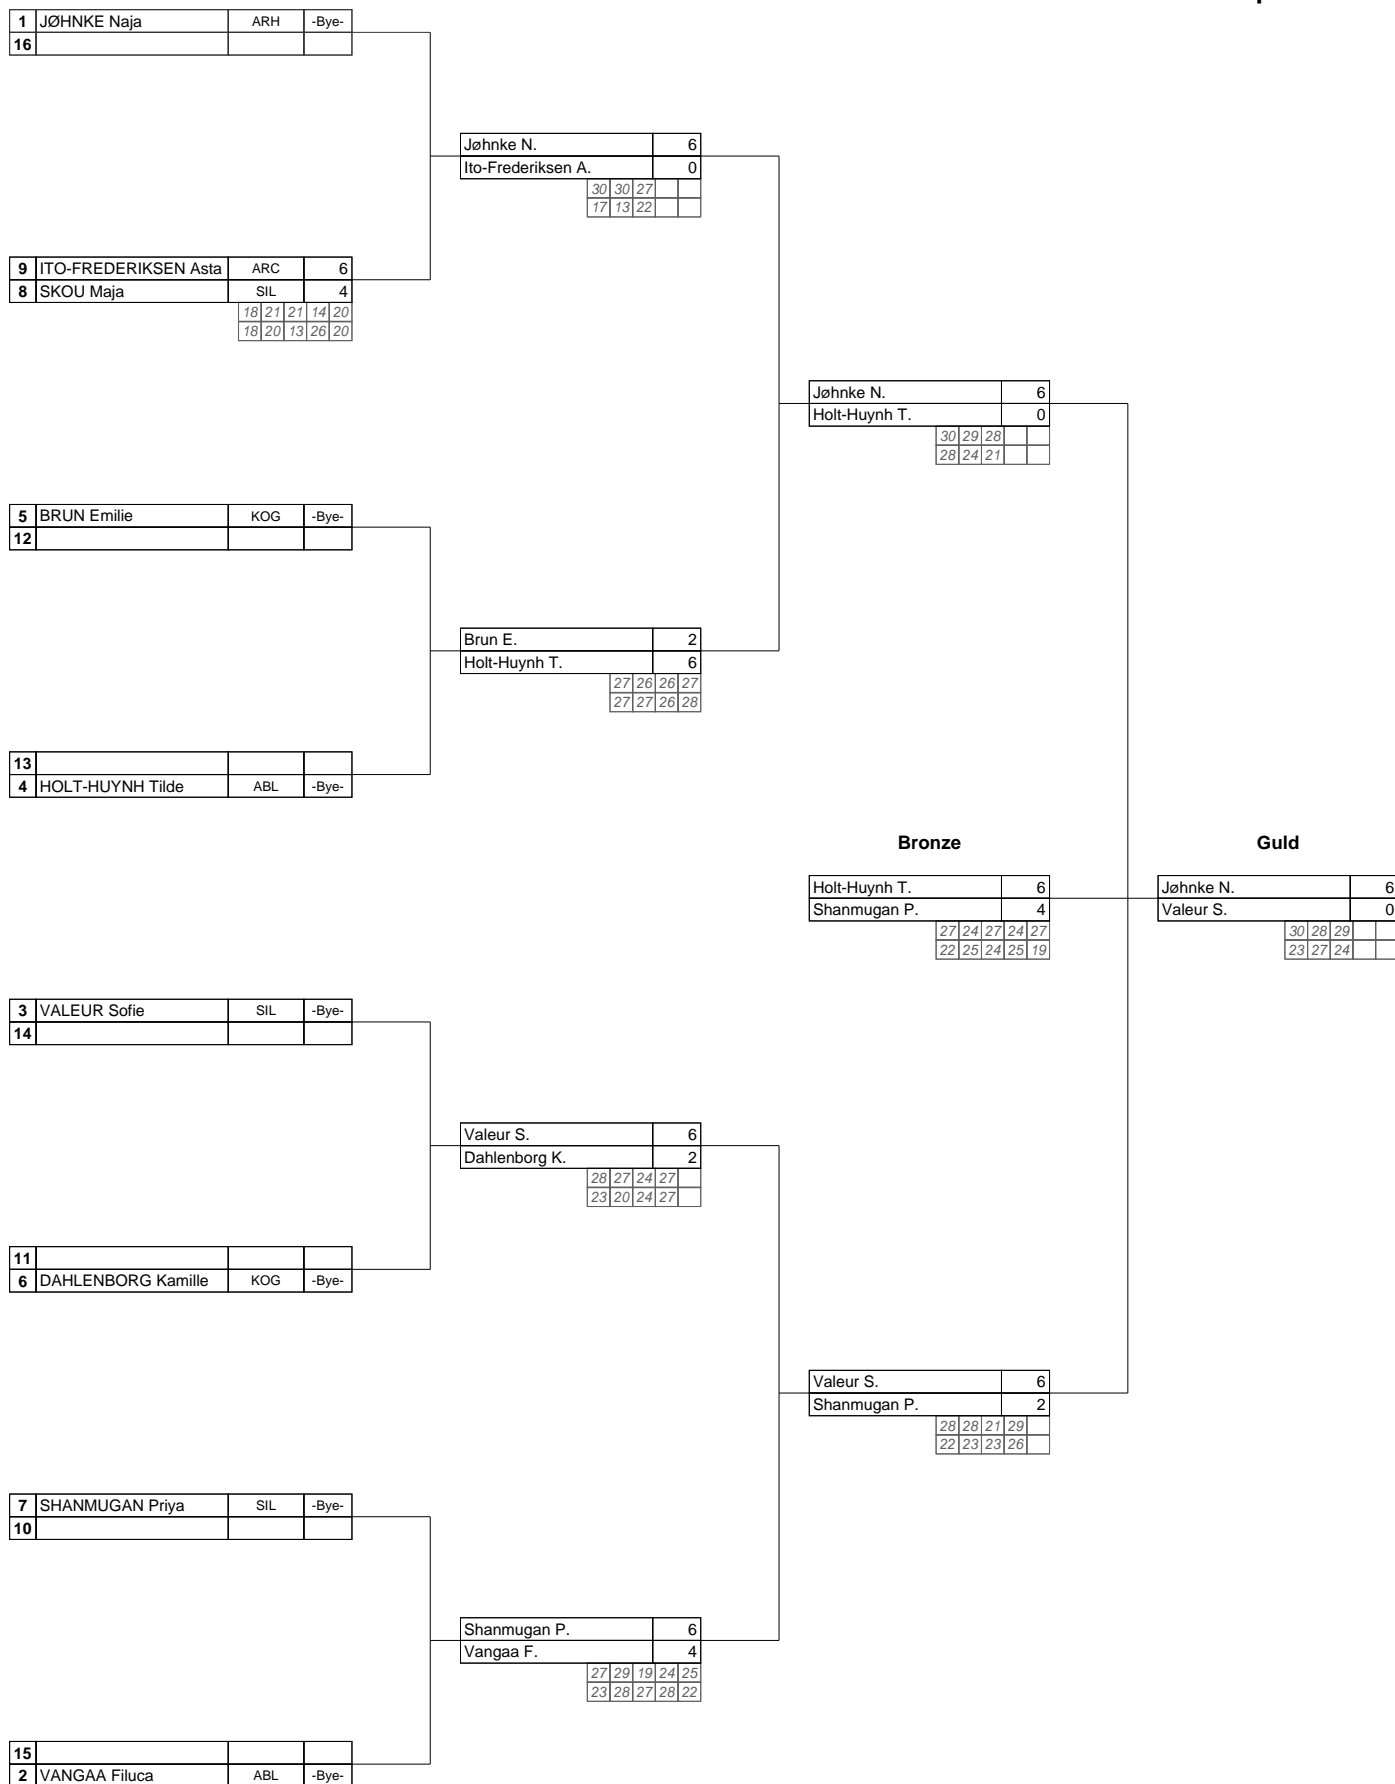 1 JØHNKE Naja ARH -Bye-
16
Jøhnke N. 6
Ito-Frederiksen A. 0
30 30 27
17 13 22
9 ITO-FREDERIKSEN Asta ARC 6
8 SKOU Maja SIL 4
18 21 21 14 20
18 20 13 26 20
Jøhnke N. 6
Holt-Huynh T. 0
30 29 28
28 24 21
5 BRUN Emilie KOG -Bye-
12
Brun E. 2
Holt-Huynh T. 6
27 26 26 27
27 27 26 28
13
4 HOLT-HUYNH Tilde ABL -Bye-
Bronze Guld
Holt-Huynh T. 6 Jøhnke N. 6
Shanmugan P. 4 Valeur S. 0
27 24 27 24 27 30 28 29
22 25 24 25 19 23 27 24
3 VALEUR Sofie SIL -Bye-
14
Valeur S. 6
Dahlenborg K. 2
28 27 24 27
23 20 24 27
11
6 DAHLENBORG Kamille KOG -Bye-
Valeur S. 6
Shanmugan P. 2
28 28 21 29
22 23 23 26
7 SHANMUGAN Priya SIL -Bye-
10
Shanmugan P. 6
Vangaa F. 4
27 29 19 24 25
23 28 27 28 22
15
2 VANGAA Filuca ABL -Bye-